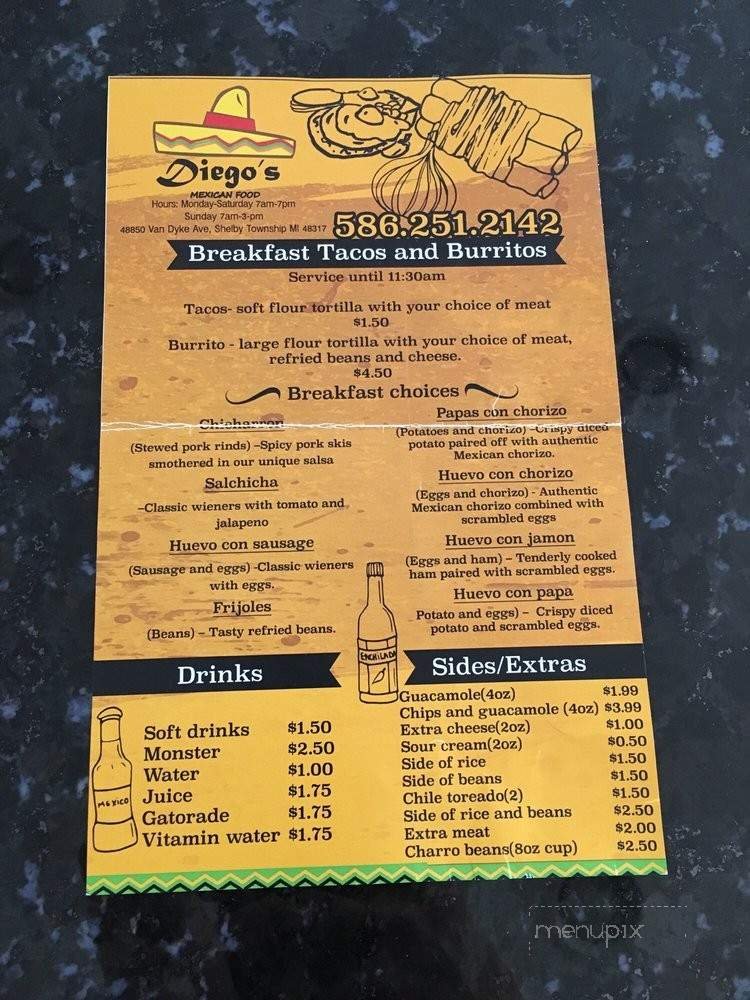 Diego's
MEXICAN FOOD
Hours: Monday-Saturday 7am-7pm
Sunday 7am-3-pm
48850 Van Dyke Ave, Shelby Township MI 48317
586.251.2142
Breakfast Tacos and Burritos
Service until 11:30am
Tacos- soft flour tortilla with your choice of meat
$1.50
Burrito - large flour tortilla with your choice of meat,
refried beans and cheese.
$4.50
Breakfast choices
Chicharron
(Stewed pork rinds) –Spicy pork skis
smothered in our unique salsa
Salchicha
–Classic wieners with tomato and
jalapeno
Huevo con sausage
(Sausage and eggs) -Classic wieners
with eggs.
Frijoles
(Beans) – Tasty refried beans.
Papas con chorizo
(Potatoes and chorizo) –Crispy diced
potato paired off with authentic
Mexican chorizo.
Huevo con chorizo
(Eggs and chorizo) - Authentic
Mexican chorizo combined with
scrambled eggs
Huevo con jamon
(Eggs and ham) – Tenderly cooked
ham paired with scrambled eggs.
Huevo con papa
Potato and eggs) – Crispy diced
potato and scrambled eggs.
ENCHILADA
Drinks
MEXICO
Soft drinks $1.50
Monster $2.50
Water $1.00
Juice $1.75
Gatorade $1.75
Vitamin water $1.75
Sides/Extras
Guacamole(4oz) $1.99
Chips and guacamole (4oz) $3.99
Extra cheese(2oz) $1.00
Sour cream(2oz) $0.50
Side of rice $1.50
Side of beans $1.50
Chile toreado(2) $1.50
Side of rice and beans $2.50
Extra meat $2.00
Charro beans(8oz cup) $2.50
menupix